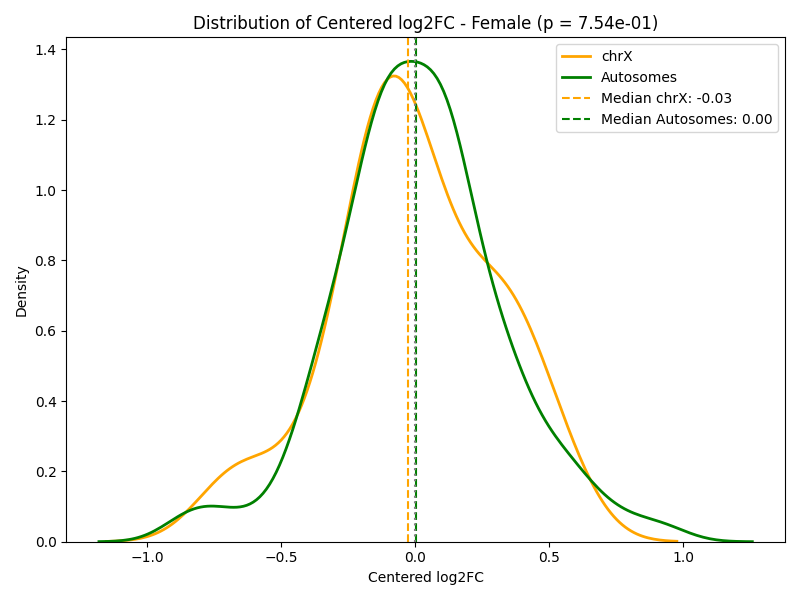 Distribution of Centered log2FC - Female (p = 7.54e-01)
chrX
Autosomes
Median chrX: -0.03
Median Autosomes: 0.00
Density
1.4
1.2
1.0
0.8
0.6
0.4
0.2
0.0
−1.0 −0.5 0.0 0.5 1.0
Centered log2FC